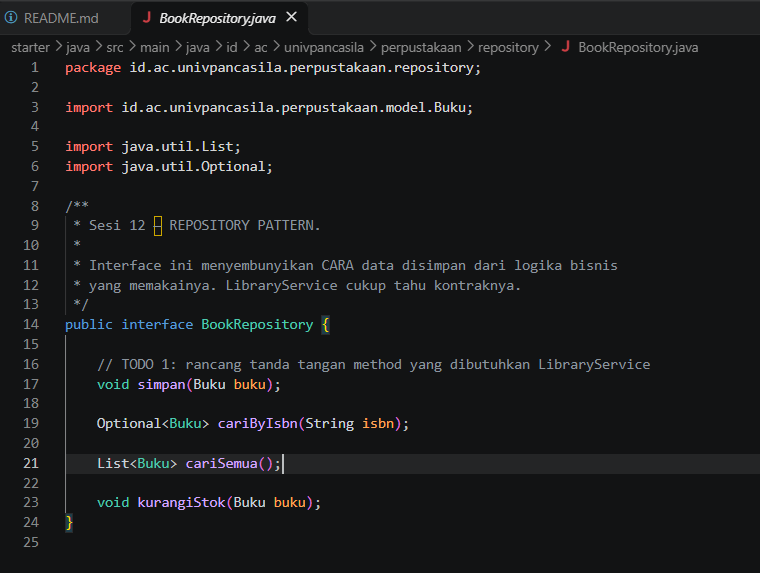 README.md
BookRepository.java
starter > java > src > main > java > id > ac > univpancasila > perpustakaan > repository > BookRepository.java
1 package id.ac.univpancasila.perpustakaan.repository;
2
3 import id.ac.univpancasila.perpustakaan.model.Buku;
4
5 import java.util.List;
6 import java.util.Optional;
7
8 /**
9 * Sesi 12 – REPOSITORY PATTERN.
10 *
11 * Interface ini menyembunyikan CARA data disimpan dari logika bisnis
12 * yang memakainya. LibraryService cukup tahu kontraknya.
13 */
14 public interface BookRepository {
15
16 // TODO 1: rancang tanda tangan method yang dibutuhkan LibraryService
17 void simpan(Buku buku);
18
19 Optional<Buku> cariByIsbn(String isbn);
20
21 List<Buku> cariSemua();
22
23 void kurangiStok(Buku buku);
24 }
25